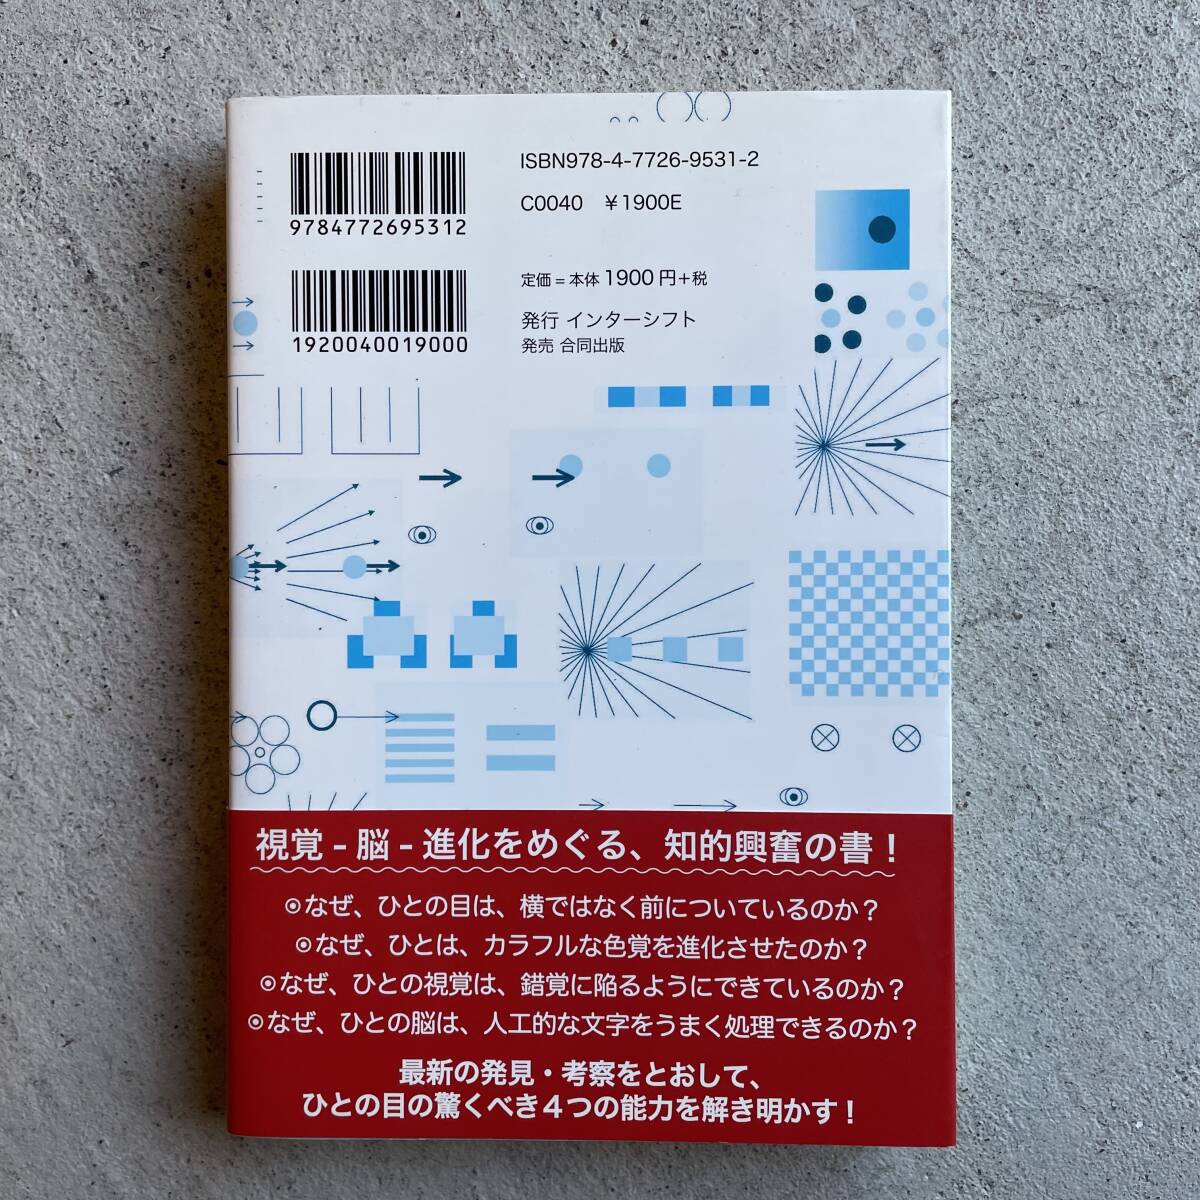 ISBN978-4-7726-9531-2
9784772695312
C0040 ￥1900E
定価＝本体1900円+税
1920040019000
発行 インターシフト
発売 合同出版
視覚-脳-進化をめぐる、知的興奮の書！
◉なぜ、ひとの目は、横ではなく前についているのか？
◉なぜ、ひとは、カラフルな色覚を進化させたのか？
◉なぜ、ひとの視覚は、錯覚に陥るようにできているのか？
◉なぜ、ひとの脳は、人工的な文字をうまく処理できるのか？
最新の発見・考察をとおして、
ひとの目の驚くべき4つの能力を解き明かす！